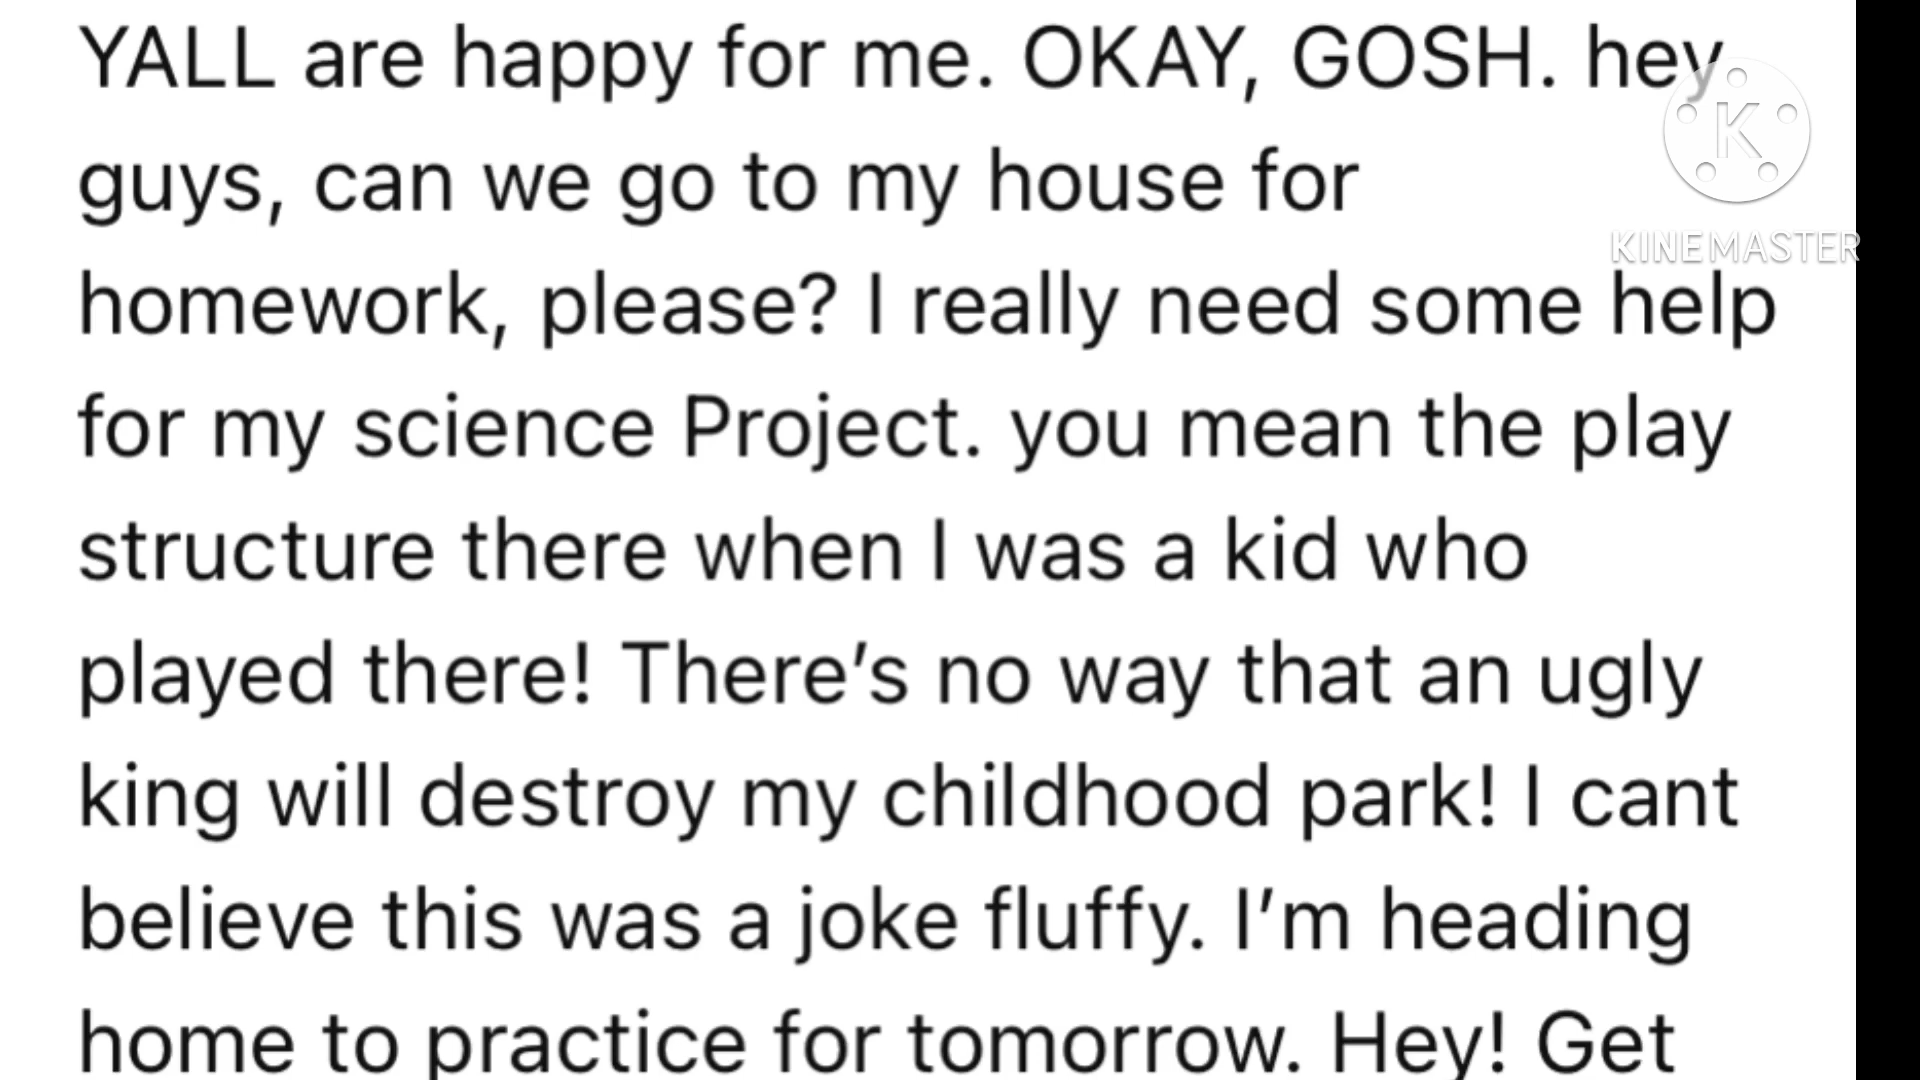 YALL are happy for me. OKAY, GOSH. hey
guys, can we go to my house for
homework, please? I really need some help
for my science Project. you mean the play
structure there when I was a kid who
played there! There’s no way that an ugly
king will destroy my childhood park! I cant
believe this was a joke fluffy. I’m heading
home to practice for tomorrow. Hey! Get
K
KINEMASTER